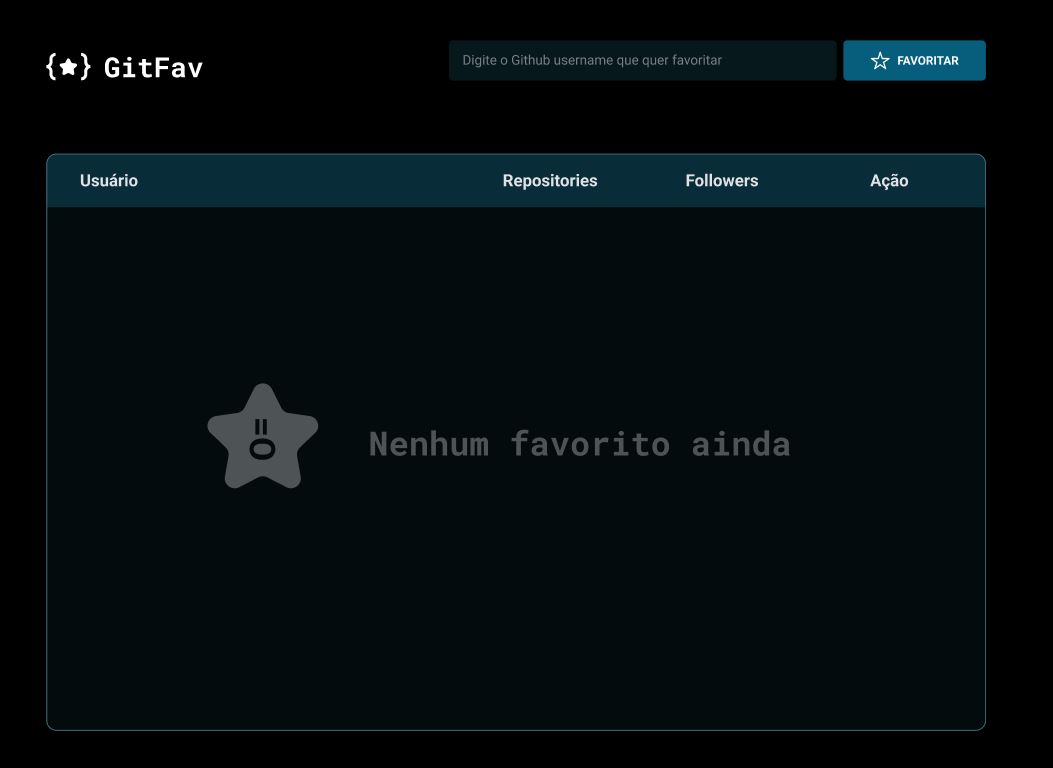 {★} GitFav
Digite o Github username que quer favoritar
FAVORITAR
Usuário Repositories Followers Ação
Nenhum favorito ainda